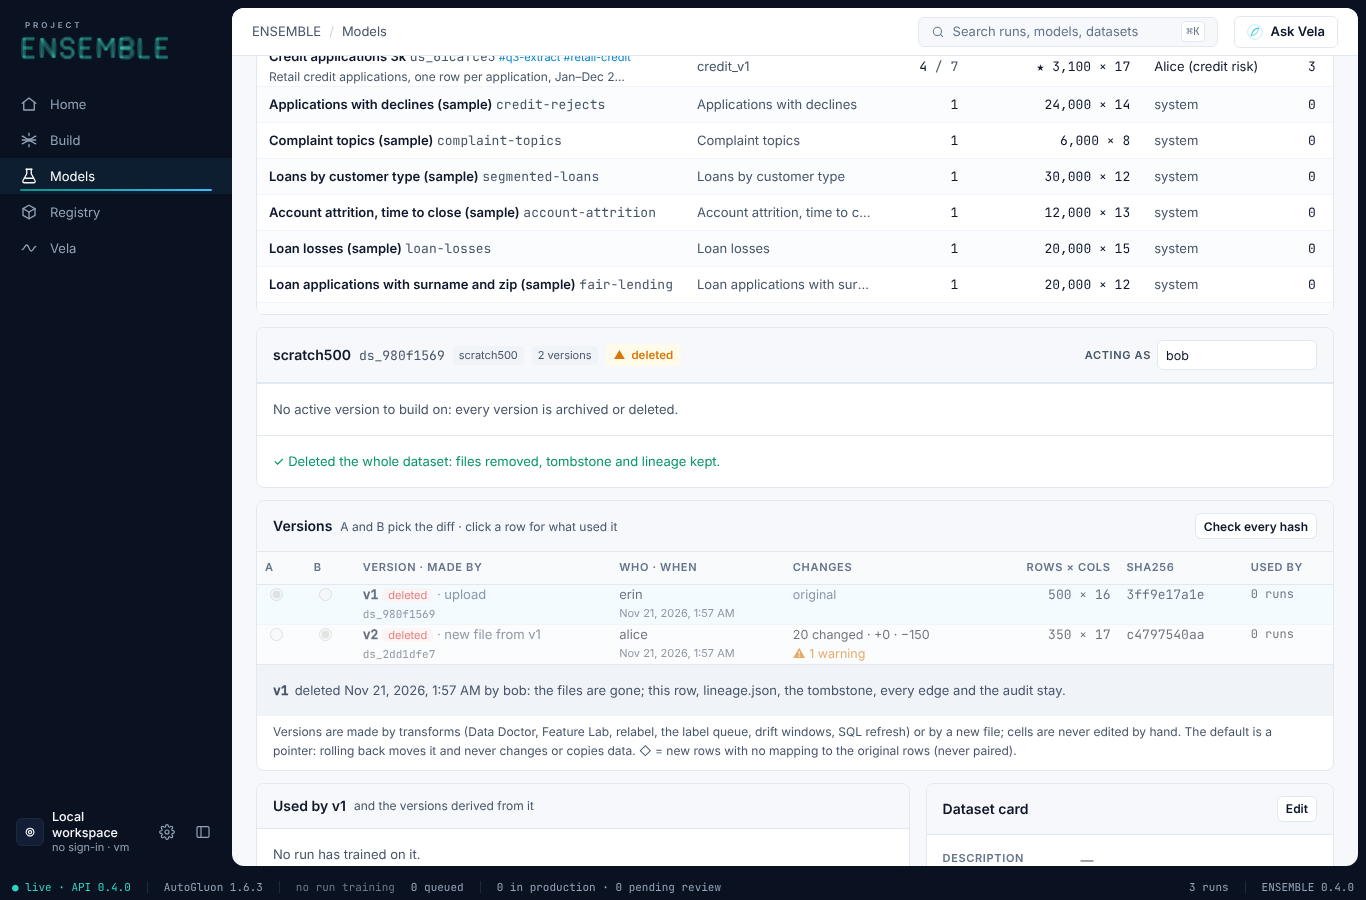 PROJECT
ENSEMBLE
Home
Build
Models
Registry
Vela
Local workspace
no sign-in · vm
ENSEMBLE / Models
Search runs, models, datasets ⌘K
Ask Vela
Credit applications 3k #q3-extract #retail-credit
Retail credit applications, one row per application, Jan–Dec 2... credit_v1 4 / 7 ★ 3,100 × 17 Alice (credit risk) 3
Applications with declines (sample) credit-rejects Applications with declines 1 24,000 × 14 system 0
Complaint topics (sample) complaint-topics Complaint topics 1 6,000 × 8 system 0
Loans by customer type (sample) segmented-loans Loans by customer type 1 30,000 × 12 system 0
Account attrition, time to close (sample) account-attrition Account attrition, time to c... 1 12,000 × 13 system 0
Loan losses (sample) loan-losses Loan losses 1 20,000 × 15 system 0
Loan applications with surname and zip (sample) fair-lending Loan applications with sur... 1 20,000 × 12 system 0
scratch500 ds_980f1569 scratch500 2 versions ▲ deleted ACTING AS bob
No active version to build on: every version is archived or deleted.
✓ Deleted the whole dataset: files removed, tombstone and lineage kept.
Versions A and B pick the diff · click a row for what used it Check every hash
A B VERSION · MADE BY WHO · WHEN CHANGES ROWS × COLS SHA256 USED BY
v1 deleted · upload erin original 500 × 16 3ff9e17a1e 0 runs
ds_980f1569 Nov 21, 2026, 1:57 AM
v2 deleted · new file from v1 alice 20 changed · +0 · −150 350 × 17 c4797540aa 0 runs
ds_2dd1dfe7 Nov 21, 2026, 1:57 AM ⚠ 1 warning
v1 deleted Nov 21, 2026, 1:57 AM by bob: the files are gone; this row, lineage.json, the tombstone, every edge and the audit stay.
Versions are made by transforms (Data Doctor, Feature Lab, relabel, the label queue, drift windows, SQL refresh) or by a new file; cells are never edited by hand. The default is a
pointer: rolling back moves it and never changes or copies data. ◇ = new rows with no mapping to the original rows (never paired).
Used by v1 and the versions derived from it
No run has trained on it.
Dataset card Edit
DESCRIPTION —
● live · API 0.4.0 AutoGluon 1.6.3 no run training 0 queued 0 in production · 0 pending review 3 runs ENSEMBLE 0.4.0